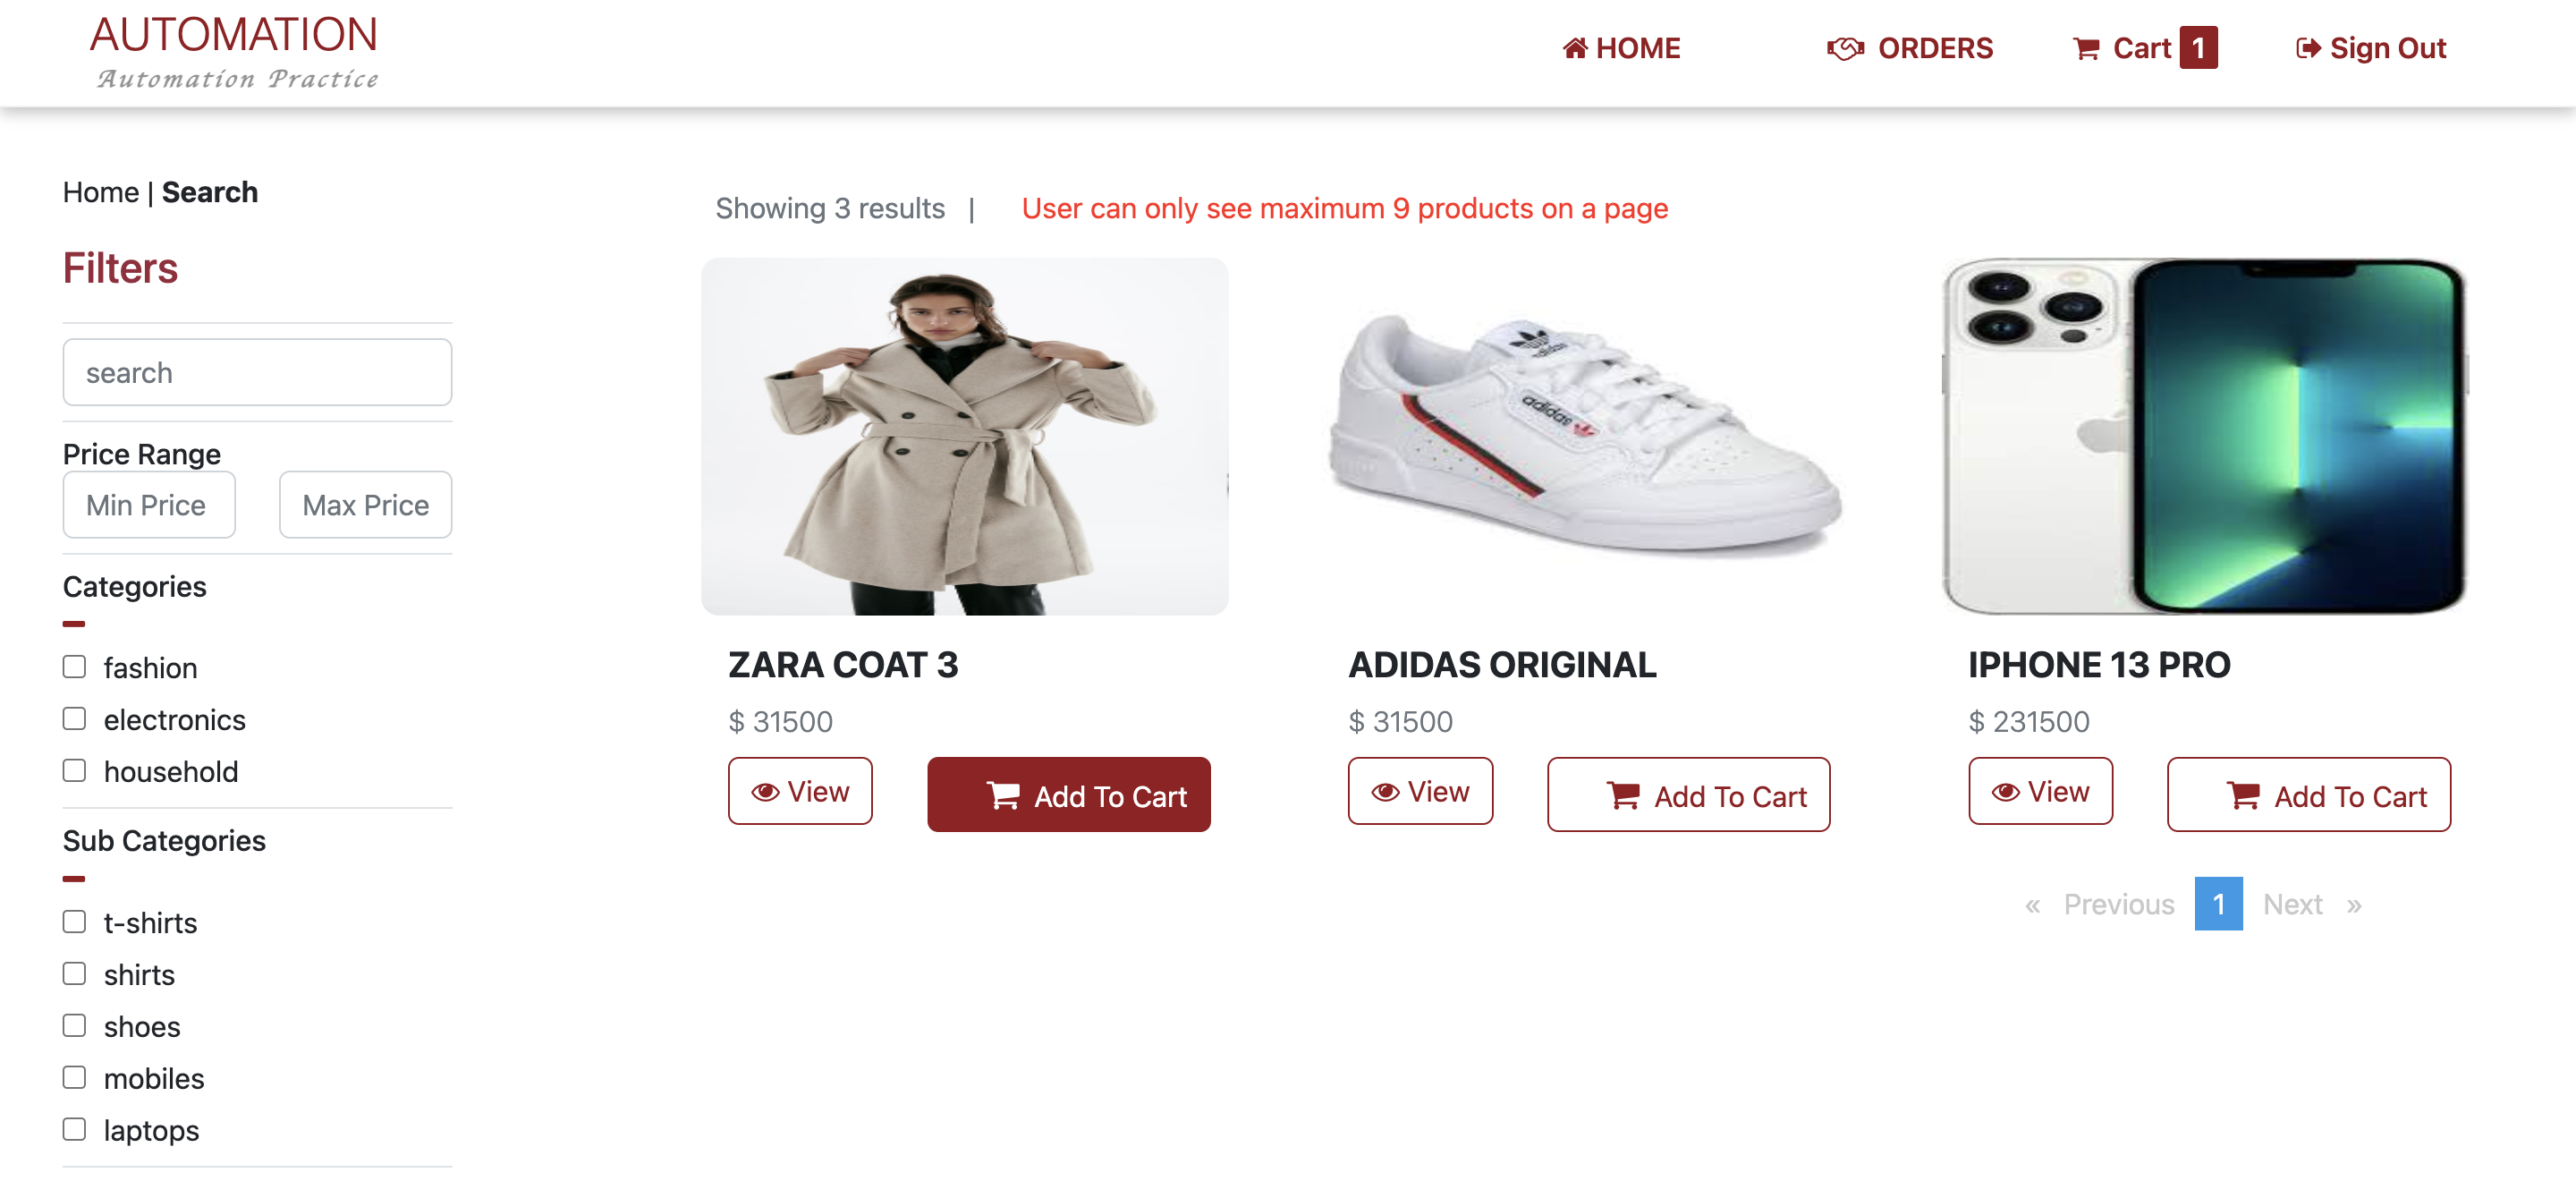 AUTOMATION
Automation Practice
HOME
ORDERS
Cart 1
Sign Out
Home | Search
Filters
search
Price Range
Min Price
Max Price
Categories
fashion
electronics
household
Sub Categories
t-shirts
shirts
shoes
mobiles
laptops
Showing 3 results |
User can only see maximum 9 products on a page
adidas
adidas
ZARA COAT 3
$ 31500
View
Add To Cart
ADIDAS ORIGINAL
$ 31500
View
Add To Cart
IPHONE 13 PRO
$ 231500
View
Add To Cart
« Previous 1 Next »